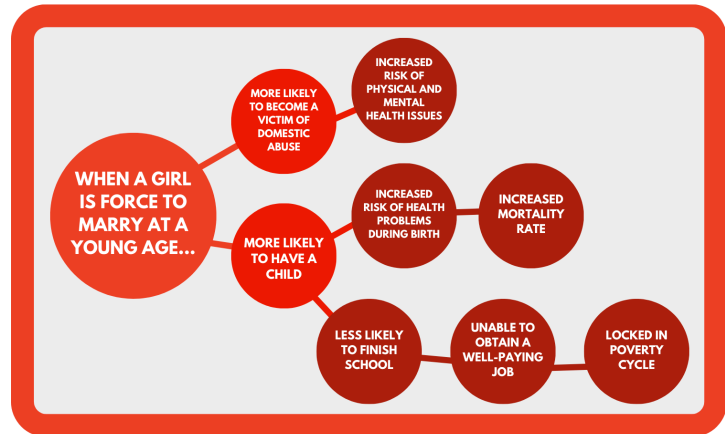 WHEN A GIRL
IS FORCE TO
MARRY AT A
YOUNG AGE...
MORE LIKELY
TO BECOME A
VICTIM OF
DOMESTIC
ABUSE
INCREASED
RISK OF
PHYSICAL AND
MENTAL
HEALTH ISSUES
MORE LIKELY
TO HAVE A
CHILD
INCREASED
RISK OF HEALTH
PROBLEMS
DURING BIRTH
INCREASED
MORTALITY
RATE
LESS LIKELY
TO FINISH
SCHOOL
UNABLE TO
OBTAIN A
WELL-PAYING
JOB
LOCKED IN
POVERTY
CYCLE